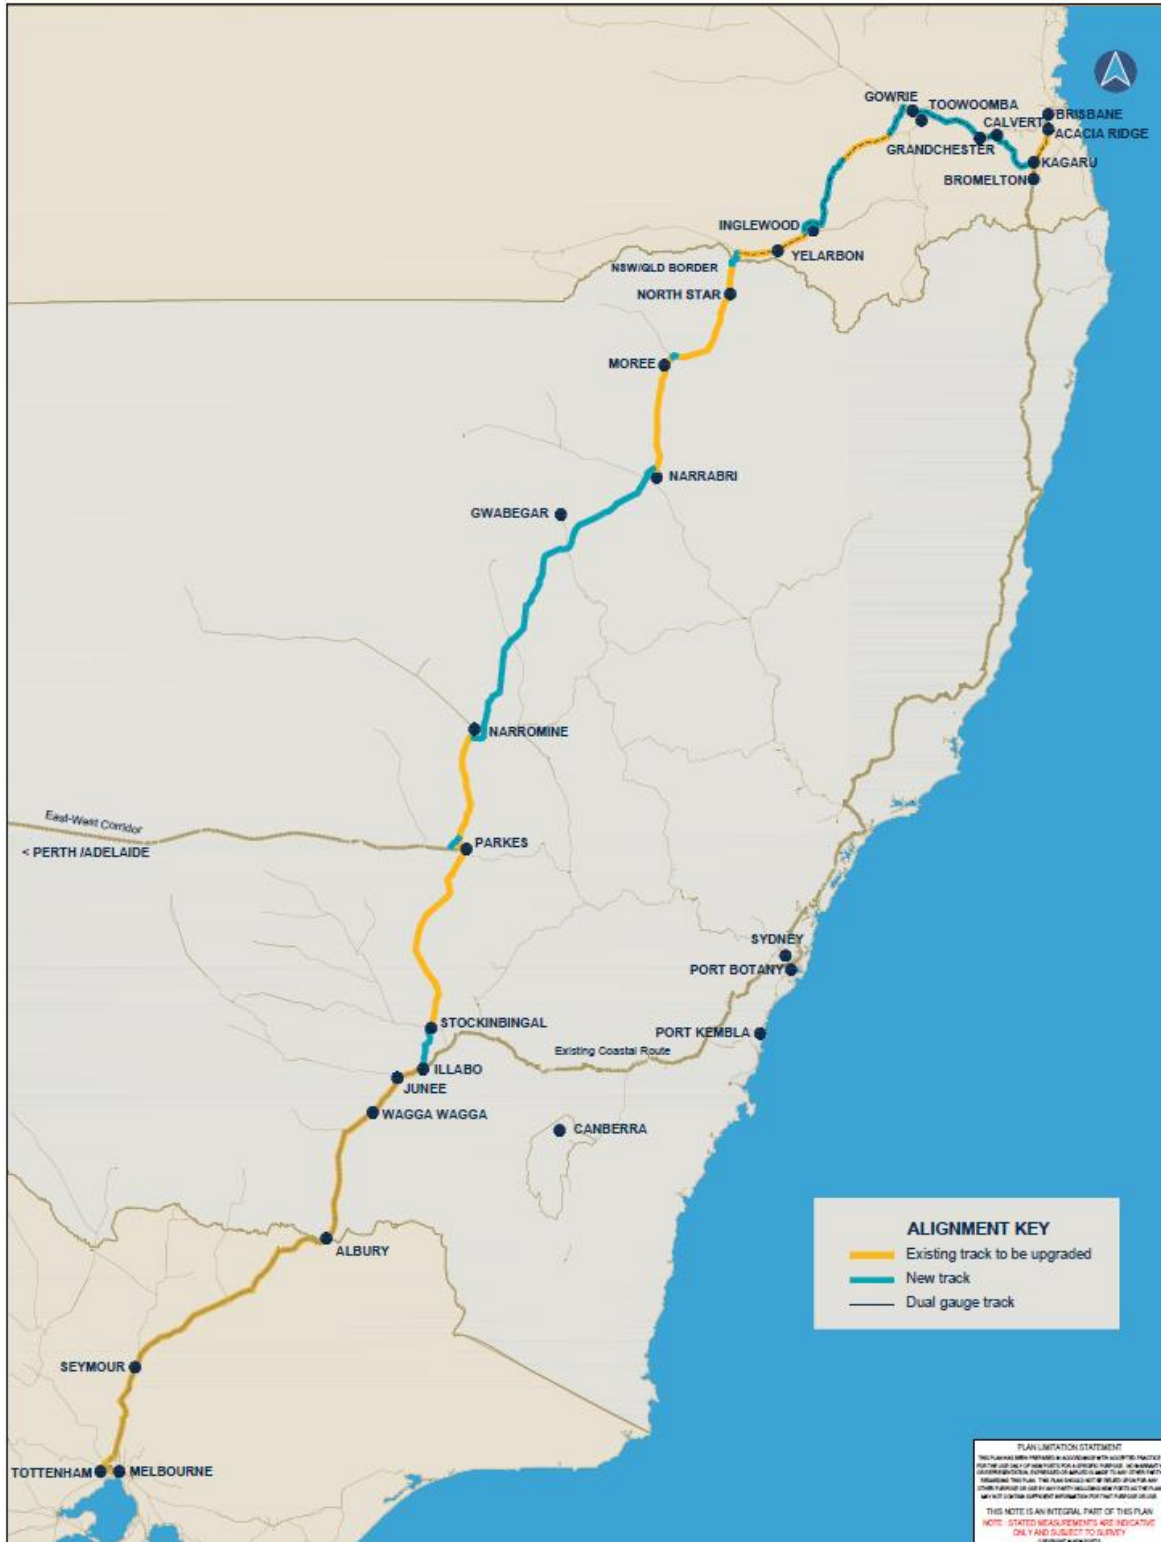 GOWRIE
TOOWOOMBA
CALVERT
BRISBANE
ACACIA RIDGE
GRANDCHESTER
KAGARU
BROMELTON
INGLEWOOD
YELARBON
NSW/QLD BORDER
NORTH STAR
MOREE
NARRABRI
GWABEGAR
NARROMINE
East-West Corridor
PARKES
< PERTH /ADELAIDE
SYDNEY
PORT BOTANY
STOCKINBINGAL
PORT KEMBLA
Existing Coastal Route
ILLABO
JUNEE
WAGGA WAGGA
CANBERRA
ALBURY
ALIGNMENT KEY
Existing track to be upgraded
New track
Dual gauge track
SEYMOUR
TOTTENHAM
MELBOURNE
PLAN LIMITATION STATEMENT
THIS NOTE IS AN INTEGRAL PART OF THIS PLAN
NOTE : STATED MEASUREMENTS ARE INDICATIVE
ONLY AND SUBJECT TO SURVEY